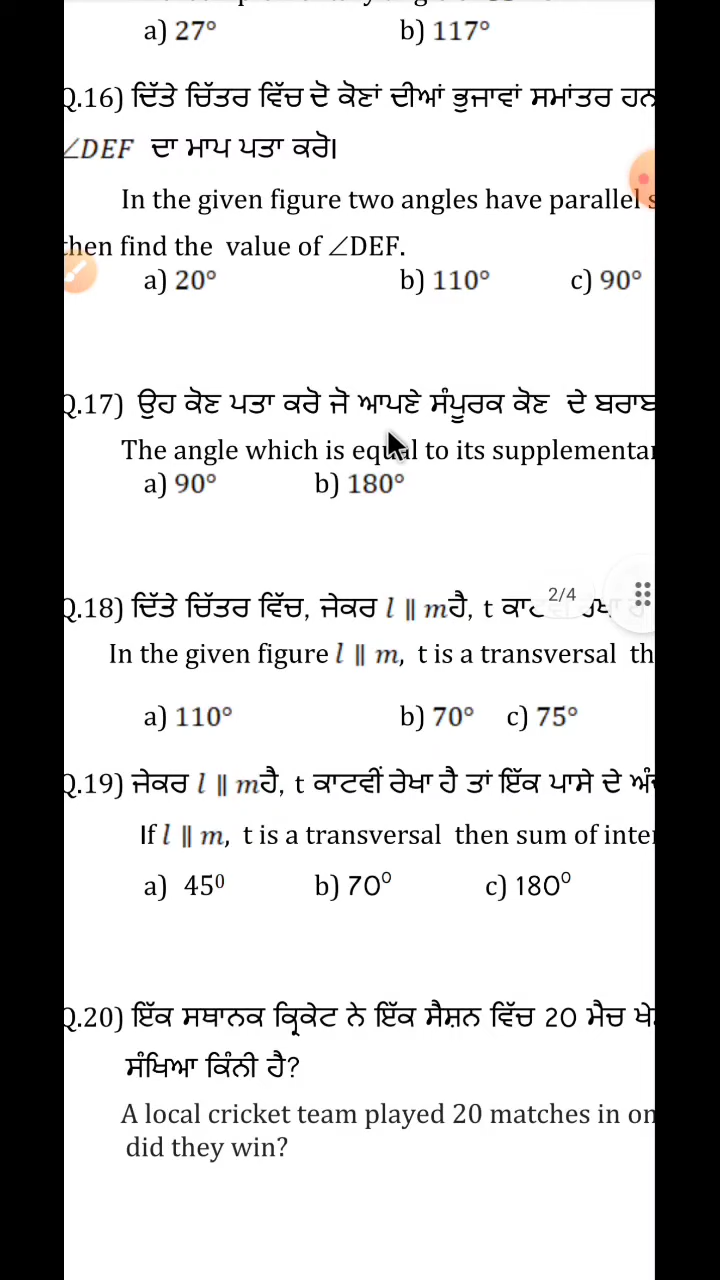 a) 27° b) 117°
Q.16) ਦਿੱਤੇ ਚਿੱਤਰ ਵਿੱਚ ਦੋ ਕੋਣਾਂ ਦੀਆਂ ਭੁਜਾਵਾਂ ਸਮਾਂਤਰ ਹਨ
∠DEF ਦਾ ਮਾਪ ਪਤਾ ਕਰੋ।
In the given figure two angles have parallel s
then find the value of ∠DEF.
a) 20° b) 110° c) 90°
Q.17) ਉਹ ਕੋਣ ਪਤਾ ਕਰੋ ਜੋ ਆਪਣੇ ਸੰਪੂਰਕ ਕੋਣ ਦੇ ਬਰਾਬ
The angle which is equal to its supplementa
a) 90° b) 180°
2/4
Q.18) ਦਿੱਤੇ ਚਿੱਤਰ ਵਿੱਚ, ਜੇਕਰ l ∥ m ਹੈ, t
In the given figure l ∥ m, t is a transversal th
a) 110° b) 70° c) 75°
Q.19) ਜੇਕਰ l ∥ m ਹੈ, t ਕਾਟਵੀਂ ਰੇਖਾ ਹੈ ਤਾਂ ਇੱਕ ਪਾਸੇ ਦੇ
If l ∥ m, t is a transversal then sum of inte
a) 45⁰ b) 70⁰ c) 180⁰
Q.20) ਇੱਕ ਸਥਾਨਕ ਕ੍ਰਿਕੇਟ ਨੇ ਇੱਕ ਸੈਸ਼ਨ ਵਿੱਚ 20 ਮੈਚ
ਸੰਖਿਆ ਕਿੰਨੀ ਹੈ?
A local cricket team played 20 matches in on
did they win?